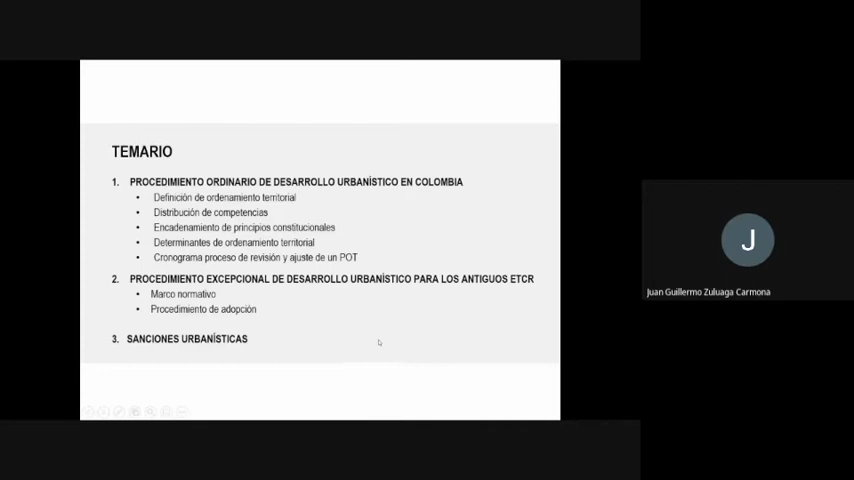 TEMARIO
1. PROCEDIMIENTO ORDINARIO DE DESARROLLO URBANÍSTICO EN COLOMBIA
• Definición de ordenamiento territorial
• Distribución de competencias
• Encadenamiento de principios constitucionales
• Determinantes de ordenamiento territorial
• Cronograma proceso de revisión y ajuste de un POT
2. PROCEDIMIENTO EXCEPCIONAL DE DESARROLLO URBANÍSTICO PARA LOS ANTIGUOS ETCR
• Marco normativo
• Procedimiento de adopción
3. SANCIONES URBANÍSTICAS
J
Juan Guillermo Zuluaga Carmona